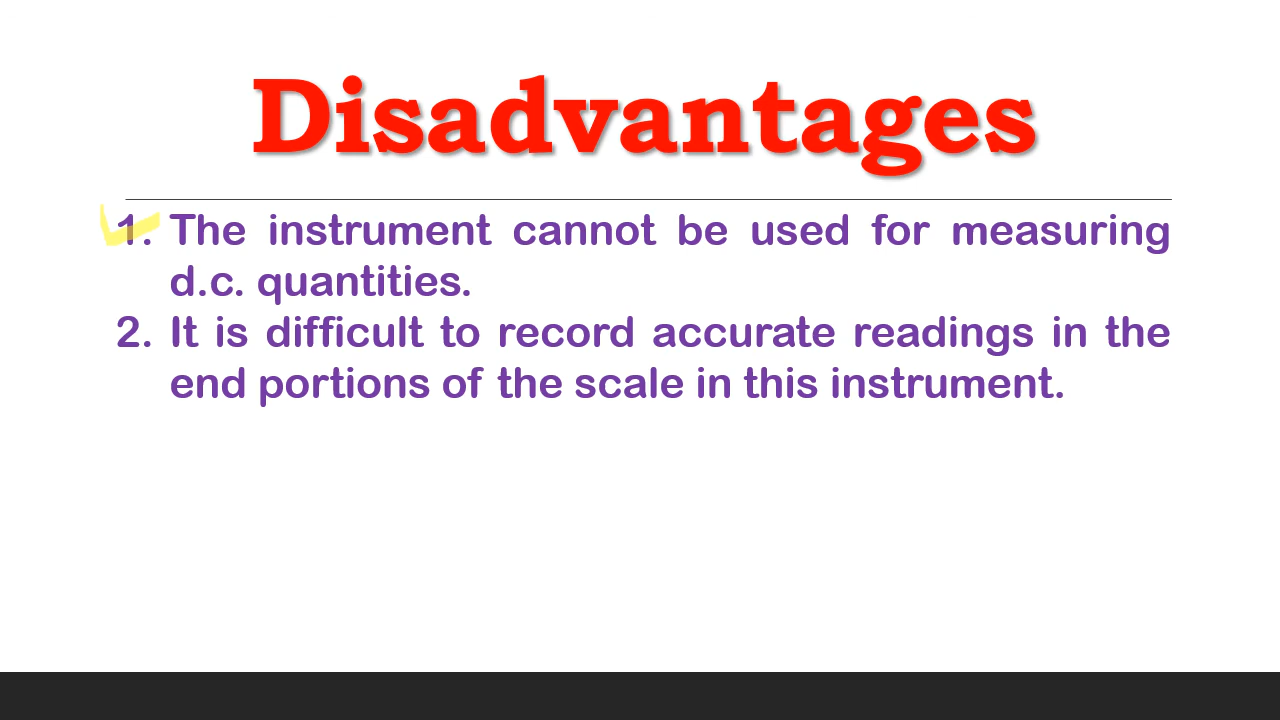 Disadvantages
1. The instrument cannot be used for measuring
d.c. quantities.
2. It is difficult to record accurate readings in the
end portions of the scale in this instrument.